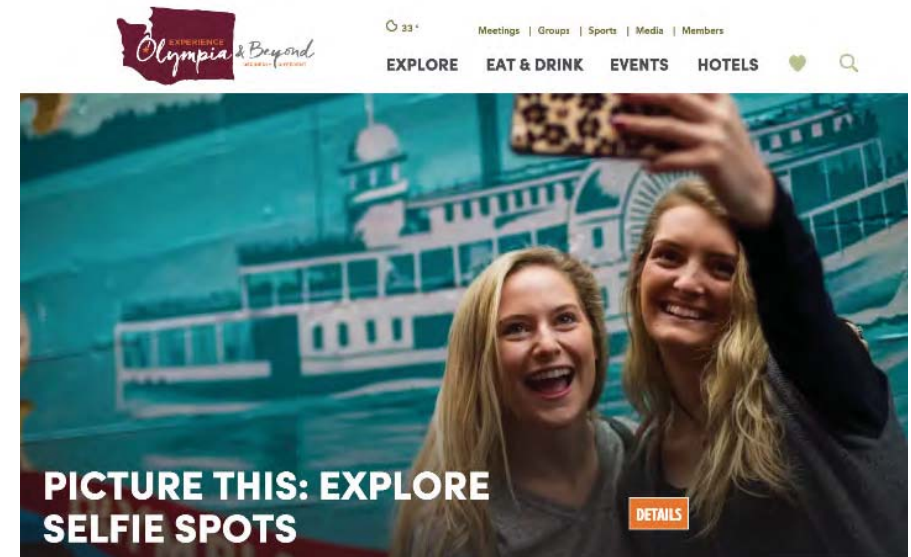 EXPERIENCE
Olympia & Beyond
33°
Meetings | Groups | Sports | Media | Members
EXPLORE EAT & DRINK EVENTS HOTELS
PICTURE THIS: EXPLORE
SELFIE SPOTS
DETAILS